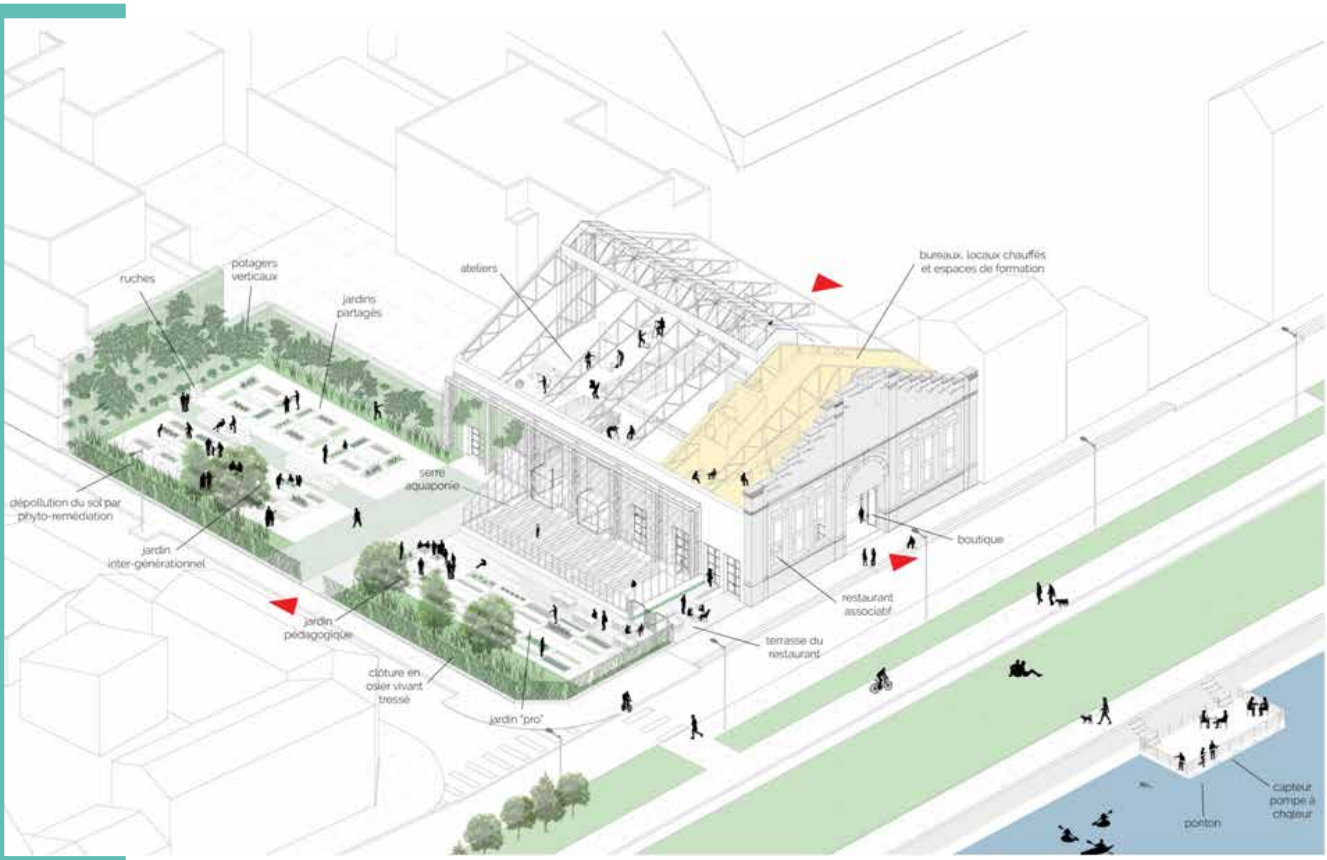 ruches
potagers
verticaux
jardins
partagés
ateliers
bureaux, locaux chauffés
et espaces de formation
serre
aquaponie
dépollution du sol par
phyto-remédiation
jardin
inter-générationnel
jardin
pédagogique
clôture en
osier vivant
tressé
jardin "pro"
boutique
restaurant
associatif
terrasse du
restaurant
ponton
capteur
pompe à
chaleur